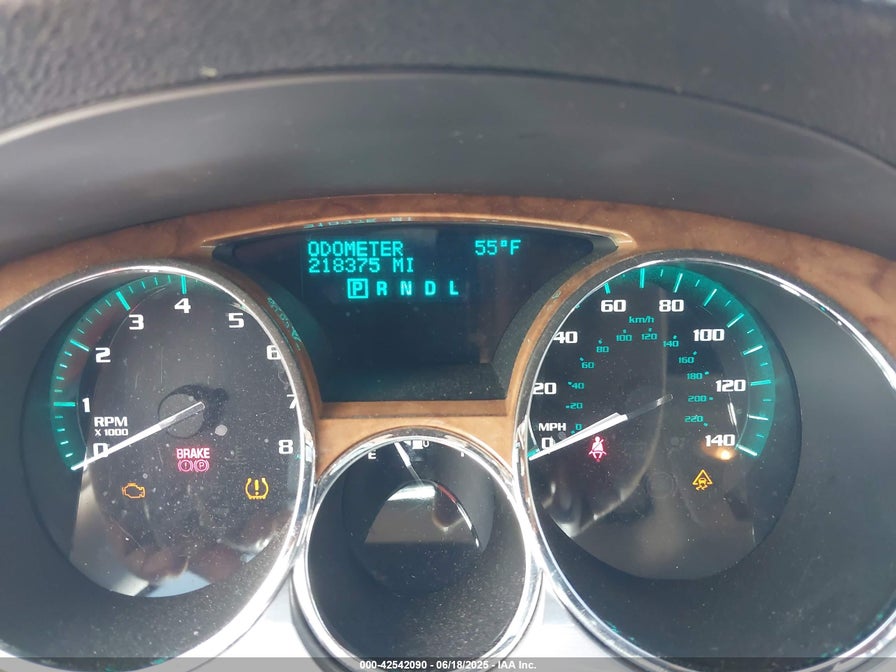 ODOMETER 55°F
218375 MI
P R N D L
0 1 2 3 4 5 6 7 8
RPM
X 1000
BRAKE
E
0 20 40 60 80 100 120 140
MPH
km/h
0 20 40 60 80 100 120 140 160 180 200 220
000-42542090 - 06/18/2025 - IAA Inc.